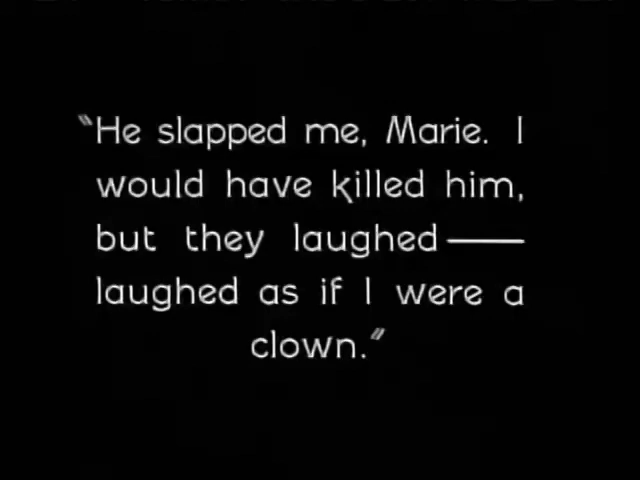 “He slapped me, Marie. I
would have killed him,
but they laughed——
laughed as if I were a
clown.”